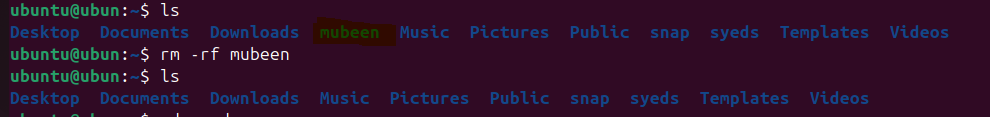 ubuntu@ubun:~$ ls
Desktop Documents Downloads mubeen Music Pictures Public snap syeds Templates Videos
ubuntu@ubun:~$ rm -rf mubeen
ubuntu@ubun:~$ ls
Desktop Documents Downloads Music Pictures Public snap syeds Templates Videos